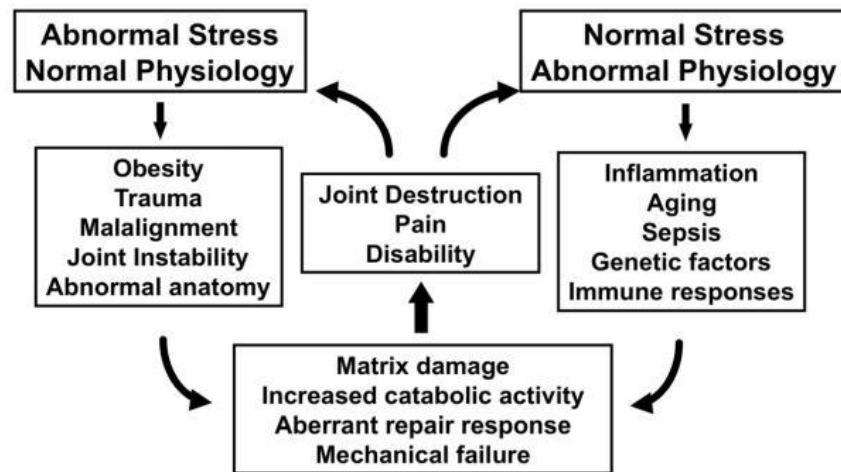 Abnormal Stress
Normal Physiology
Normal Stress
Abnormal Physiology
Obesity
Trauma
Malalignment
Joint Instability
Abnormal anatomy
Joint Destruction
Pain
Disability
Inflammation
Aging
Sepsis
Genetic factors
Immune responses
Matrix damage
Increased catabolic activity
Aberrant repair response
Mechanical failure